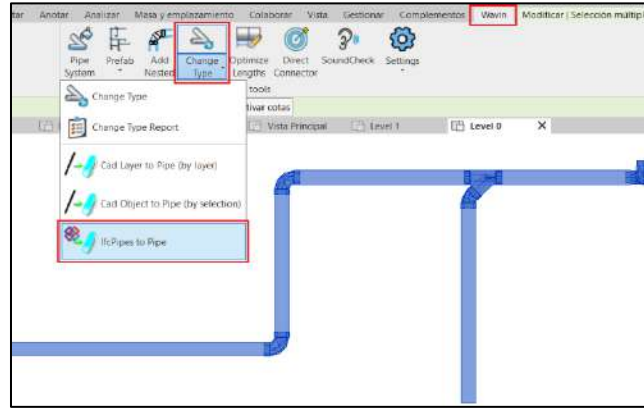 Anotar Analizar Masa y emplazamiento Colaborar Vista Gestionar Complementos Wavin Modificar | Selección múltipl
Pipe System Prefab Add Nested Change Type Optimize Lengths Direct Connector SoundCheck Settings
tools
Change Type
tivar cotas
Change Type Report
Vista Principal Level 1 Level 0 X
Cad Layer to Pipe (by layer)
Cad Object to Pipe (by selection)
IfcPipes to Pipe